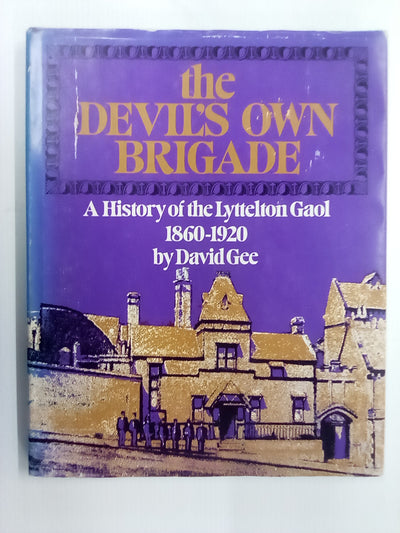 the
DEVIL'S OWN
BRIGADE
A History of the Lyttelton Gaol
1860-1920
by David Gee